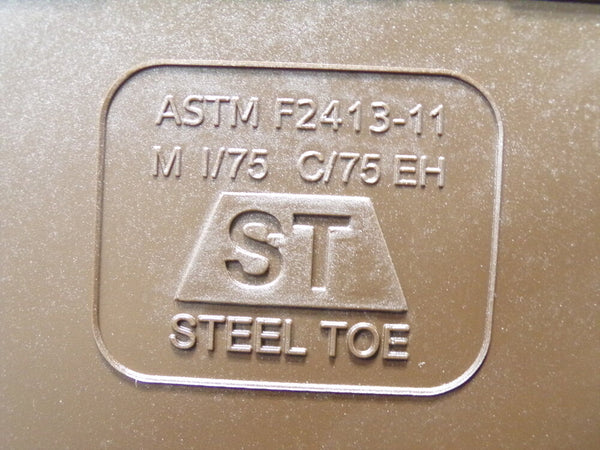 ASTM F2413-11
M I/75 C/75 EH
ST
STEEL TOE